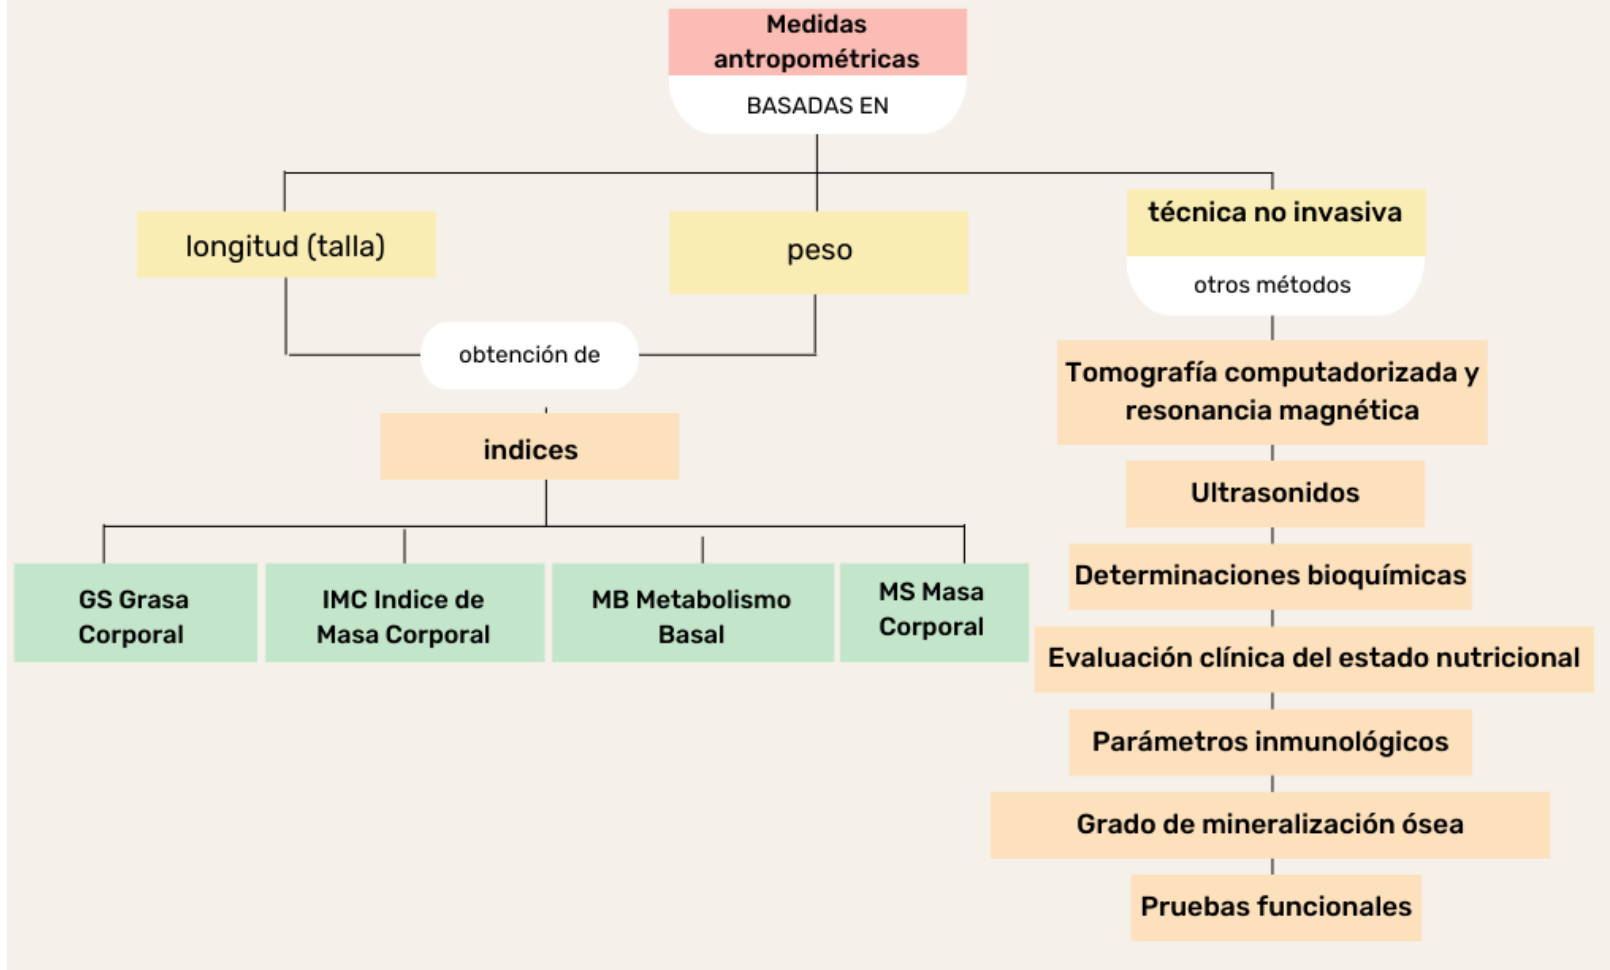 Medidas
antropométricas
BASADAS EN
longitud (talla)
peso
técnica no invasiva
otros métodos
obtención de
indices
GS Grasa
Corporal
IMC Indice de
Masa Corporal
MB Metabolismo
Basal
MS Masa
Corporal
Tomografía computadorizada y
resonancia magnética
Ultrasonidos
Determinaciones bioquímicas
Evaluación clínica del estado nutricional
Parámetros inmunológicos
Grado de mineralización ósea
Pruebas funcionales